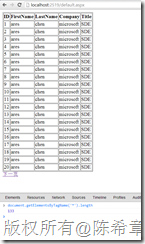 localhost:3119/default.aspx
ID FirstName LastName Company Title
1 ares chen microsoft SDE
2 ares chen microsoft SDE
3 ares chen microsoft SDE
4 ares chen microsoft SDE
5 ares chen microsoft SDE
6 ares chen microsoft SDE
7 ares chen microsoft SDE
8 ares chen microsoft SDE
9 ares chen microsoft SDE
10 ares chen microsoft SDE
11 ares chen microsoft SDE
12 ares chen microsoft SDE
13 ares chen microsoft SDE
14 ares chen microsoft SDE
15 ares chen microsoft SDE
16 ares chen microsoft SDE
17 ares chen microsoft SDE
18 ares chen microsoft SDE
19 ares chen microsoft SDE
20 ares chen microsoft SDE
下一页
Elements Resources Network Sources Timeline Profiles
document.getElementsByTagName("*").length
版权所有@陈希章